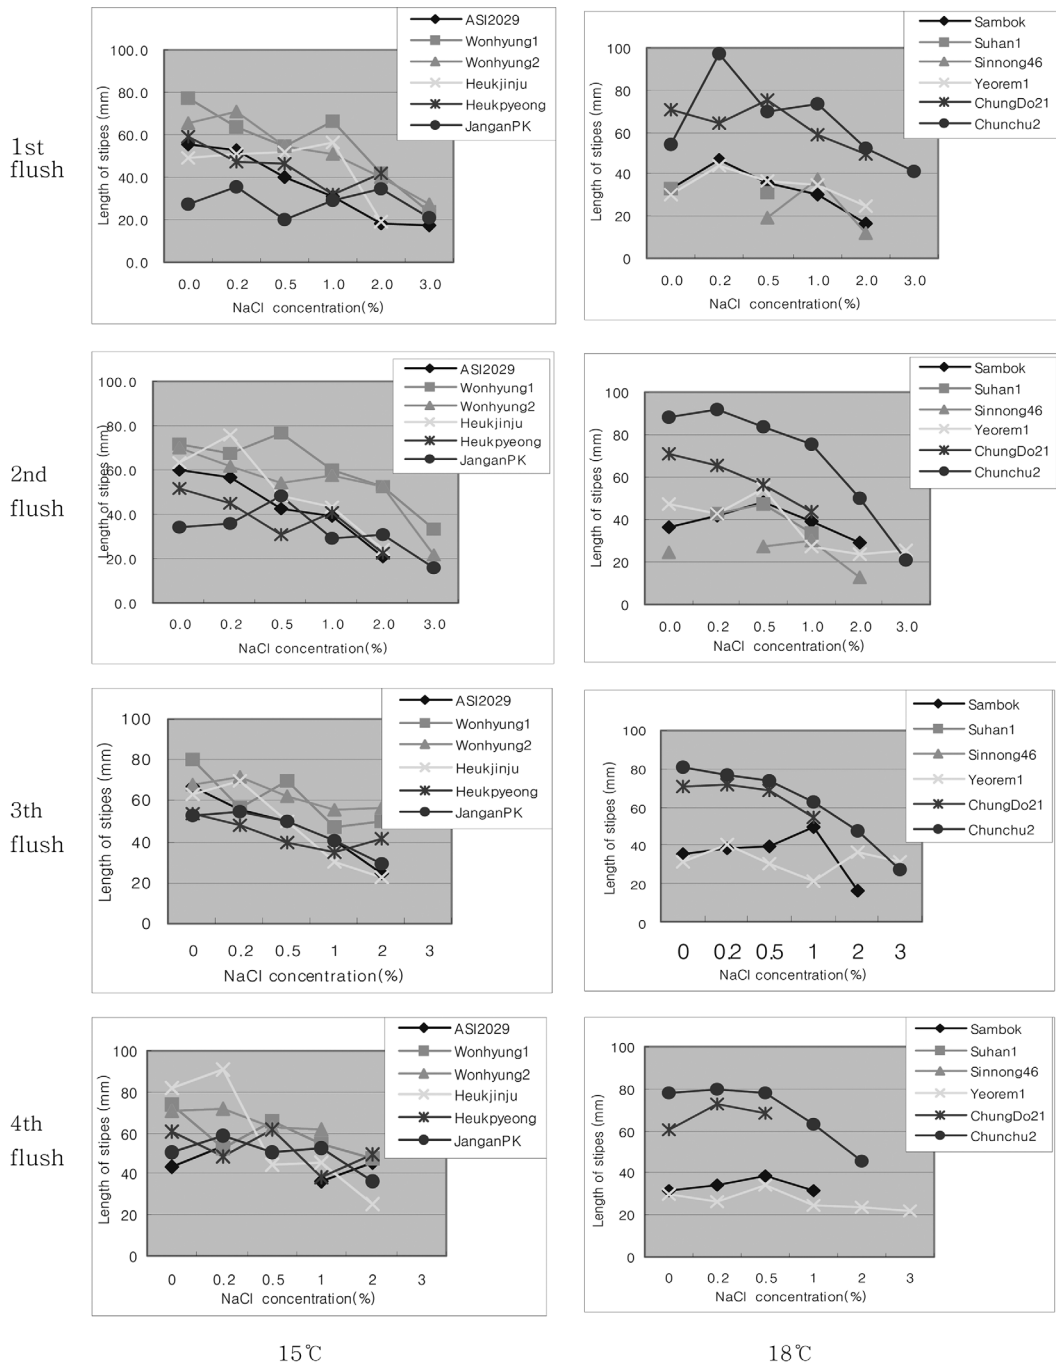 1st
flush
Length of stipes (mm)
100.0
80.0
60.0
40.0
20.0
0.0
0.0 0.2 0.5 1.0 2.0 3.0
NaCl concentration(%)
ASI2029
Wonhyung1
Wonhyung2
Heukjinju
Heukpyeong
JanganPK
Length of stipes (mm)
100
80
60
40
20
0
0.0 0.2 0.5 1.0 2.0 3.0
NaCl concentration(%)
Sambok
Suhan1
Sinnong46
Yeorem1
ChungDo21
Chunchu2
2nd
flush
Length of stipes (mm)
100.0
80.0
60.0
40.0
20.0
0.0
0.0 0.2 0.5 1.0 2.0 3.0
NaCl concentration(%)
ASI2029
Wonhyung1
Wonhyung2
Heukjinju
Heukpyeong
JanganPK
Length of stipes (mm)
100
80
60
40
20
0
0.0 0.2 0.5 1.0 2.0 3.0
NaCl concentration(%)
Sambok
Suhan1
Sinnong46
Yeorem1
ChungDo21
Chunchu2
3th
flush
Length of stipes (mm)
100
80
60
40
20
0
0 0.2 0.5 1 2 3
NaCl concentration(%)
ASI2029
Wonhyung1
Wonhyung2
Heukjinju
Heukpyeong
JanganPK
Length of stipes (mm)
100
80
60
40
20
0
0 0.2 0.5 1 2 3
NaCl concentration(%)
Sambok
Suhan1
Sinnong46
Yeorem1
ChungDo21
Chunchu2
4th
flush
Length of stipes (mm)
100
80
60
40
20
0
0 0.2 0.5 1 2 3
NaCl concentration(%)
ASI2029
Wonhyung1
Wonhyung2
Heukjinju
Heukpyeong
JanganPK
Length of stipes (mm)
100
80
60
40
20
0
0 0.2 0.5 1 2 3
NaCl concentration(%)
Sambok
Suhan1
Sinnong46
Yeorem1
ChungDo21
Chunchu2
15℃
18℃